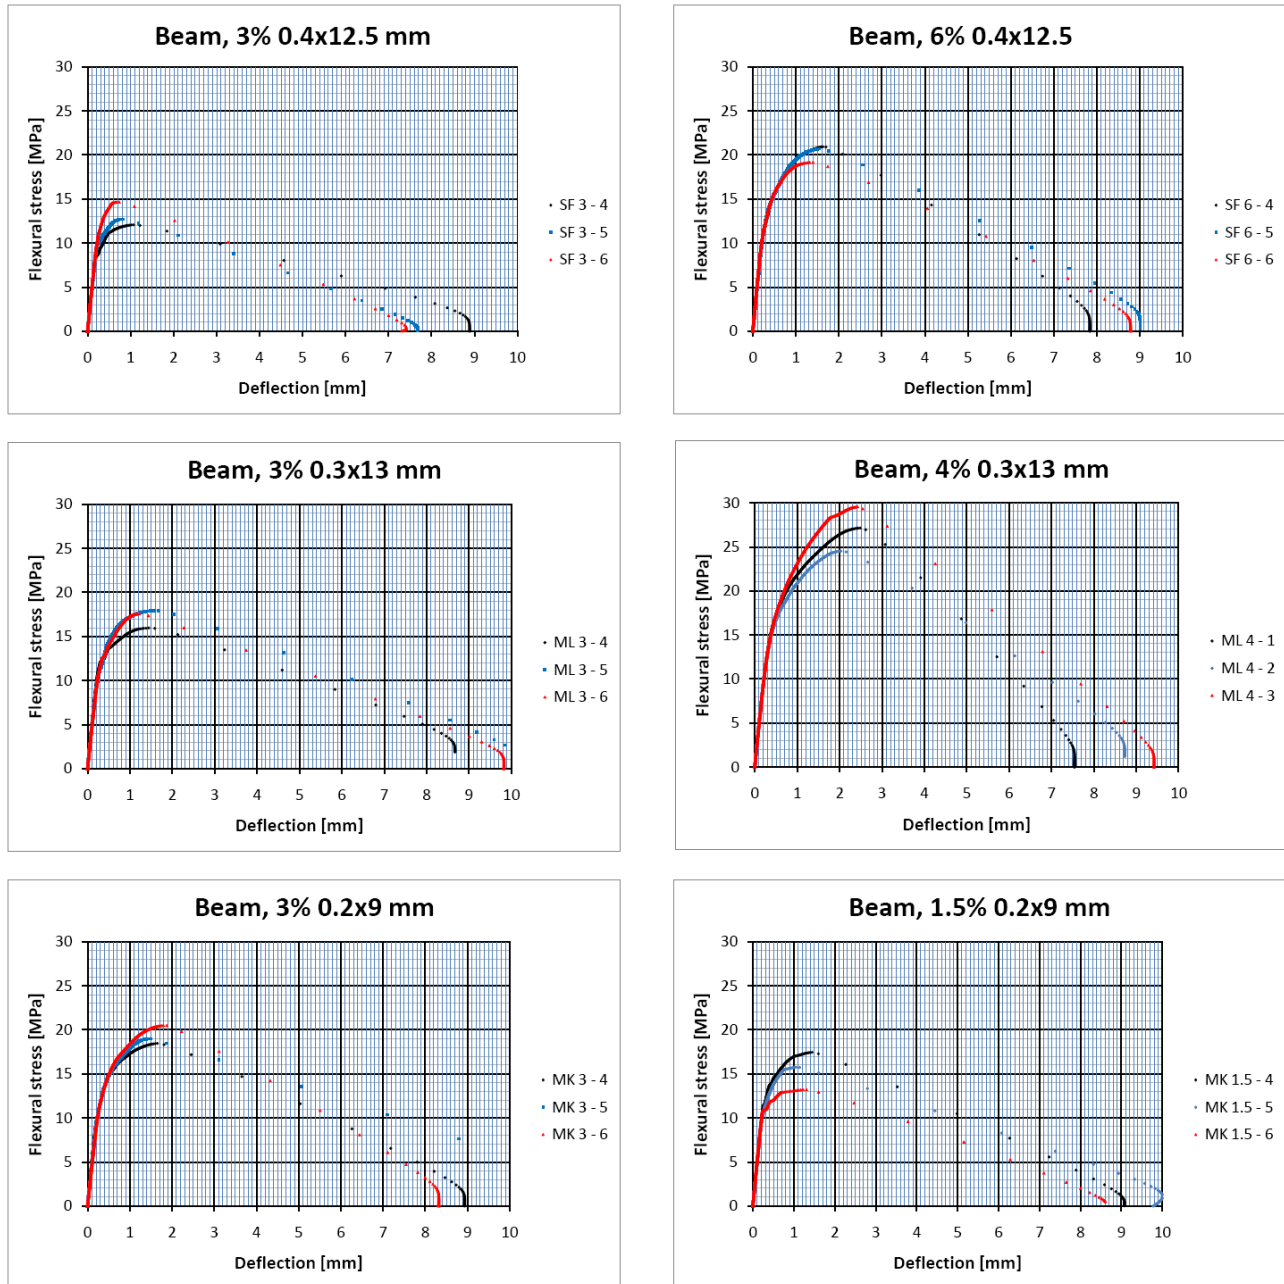 Beam, 3% 0.4x12.5 mm
Flexural stress [MPa]
30
25
20
15
10
5
0
0 1 2 3 4 5 6 7 8 9 10
Deflection [mm]
SF 3 - 4
SF 3 - 5
SF 3 - 6
Beam, 6% 0.4x12.5
Flexural stress [MPa]
30
25
20
15
10
5
0
0 1 2 3 4 5 6 7 8 9 10
Deflection [mm]
SF 6 - 4
SF 6 - 5
SF 6 - 6
Beam, 3% 0.3x13 mm
Flexural stress [MPa]
30
25
20
15
10
5
0
0 1 2 3 4 5 6 7 8 9 10
Deflection [mm]
ML 3 - 4
ML 3 - 5
ML 3 - 6
Beam, 4% 0.3x13 mm
Flexural stress [MPa]
30
25
20
15
10
5
0
0 1 2 3 4 5 6 7 8 9 10
Deflection [mm]
ML 4 - 1
ML 4 - 2
ML 4 - 3
Beam, 3% 0.2x9 mm
Flexural stress [MPa]
30
25
20
15
10
5
0
0 1 2 3 4 5 6 7 8 9 10
Deflection [mm]
MK 3 - 4
MK 3 - 5
MK 3 - 6
Beam, 1.5% 0.2x9 mm
Flexural stress [MPa]
30
25
20
15
10
5
0
0 1 2 3 4 5 6 7 8 9 10
Deflection [mm]
MK 1.5 - 4
MK 1.5 - 5
MK 1.5 - 6